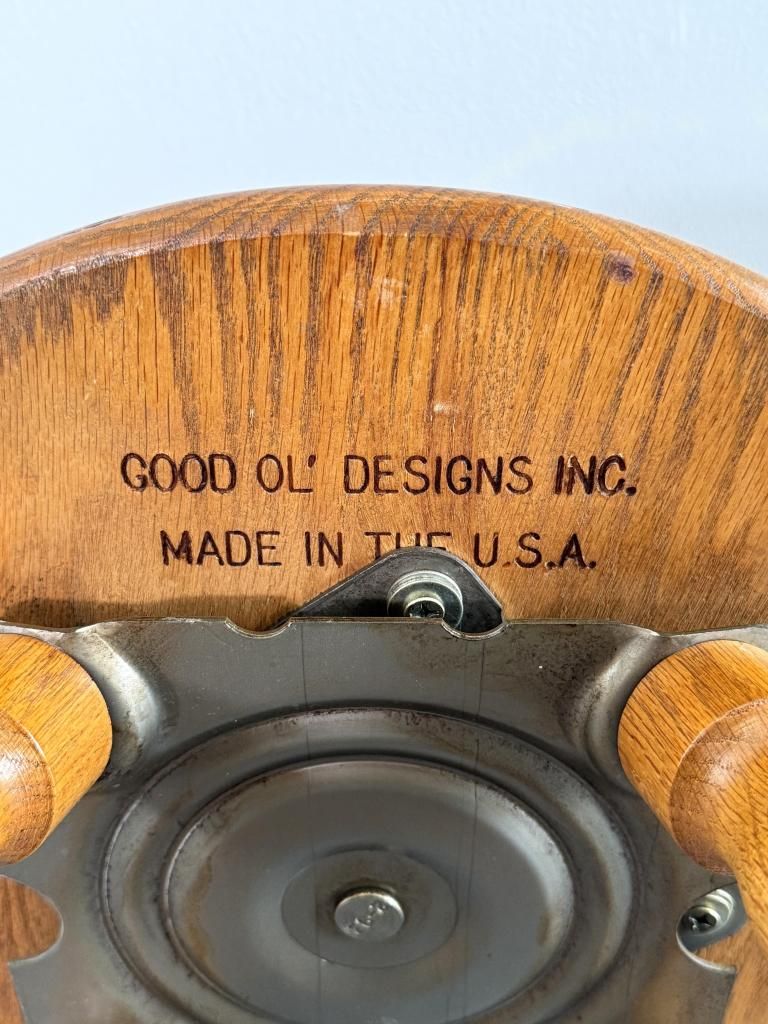 GOOD OL' DESIGNS INC.
MADE IN THE U.S.A.